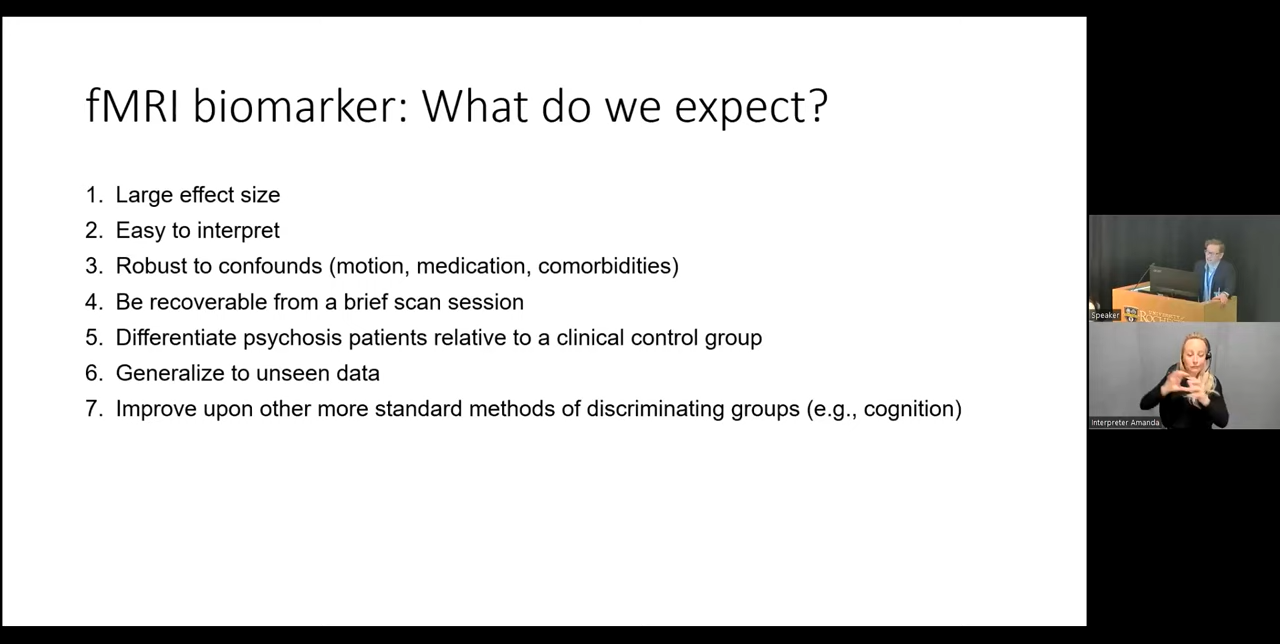 fMRI biomarker: What do we expect?
1. Large effect size
2. Easy to interpret
3. Robust to confounds (motion, medication, comorbidities)
4. Be recoverable from a brief scan session
5. Differentiate psychosis patients relative to a clinical control group
6. Generalize to unseen data
7. Improve upon other more standard methods of discriminating groups (e.g., cognition)
Speaker
Interpreter Amanda